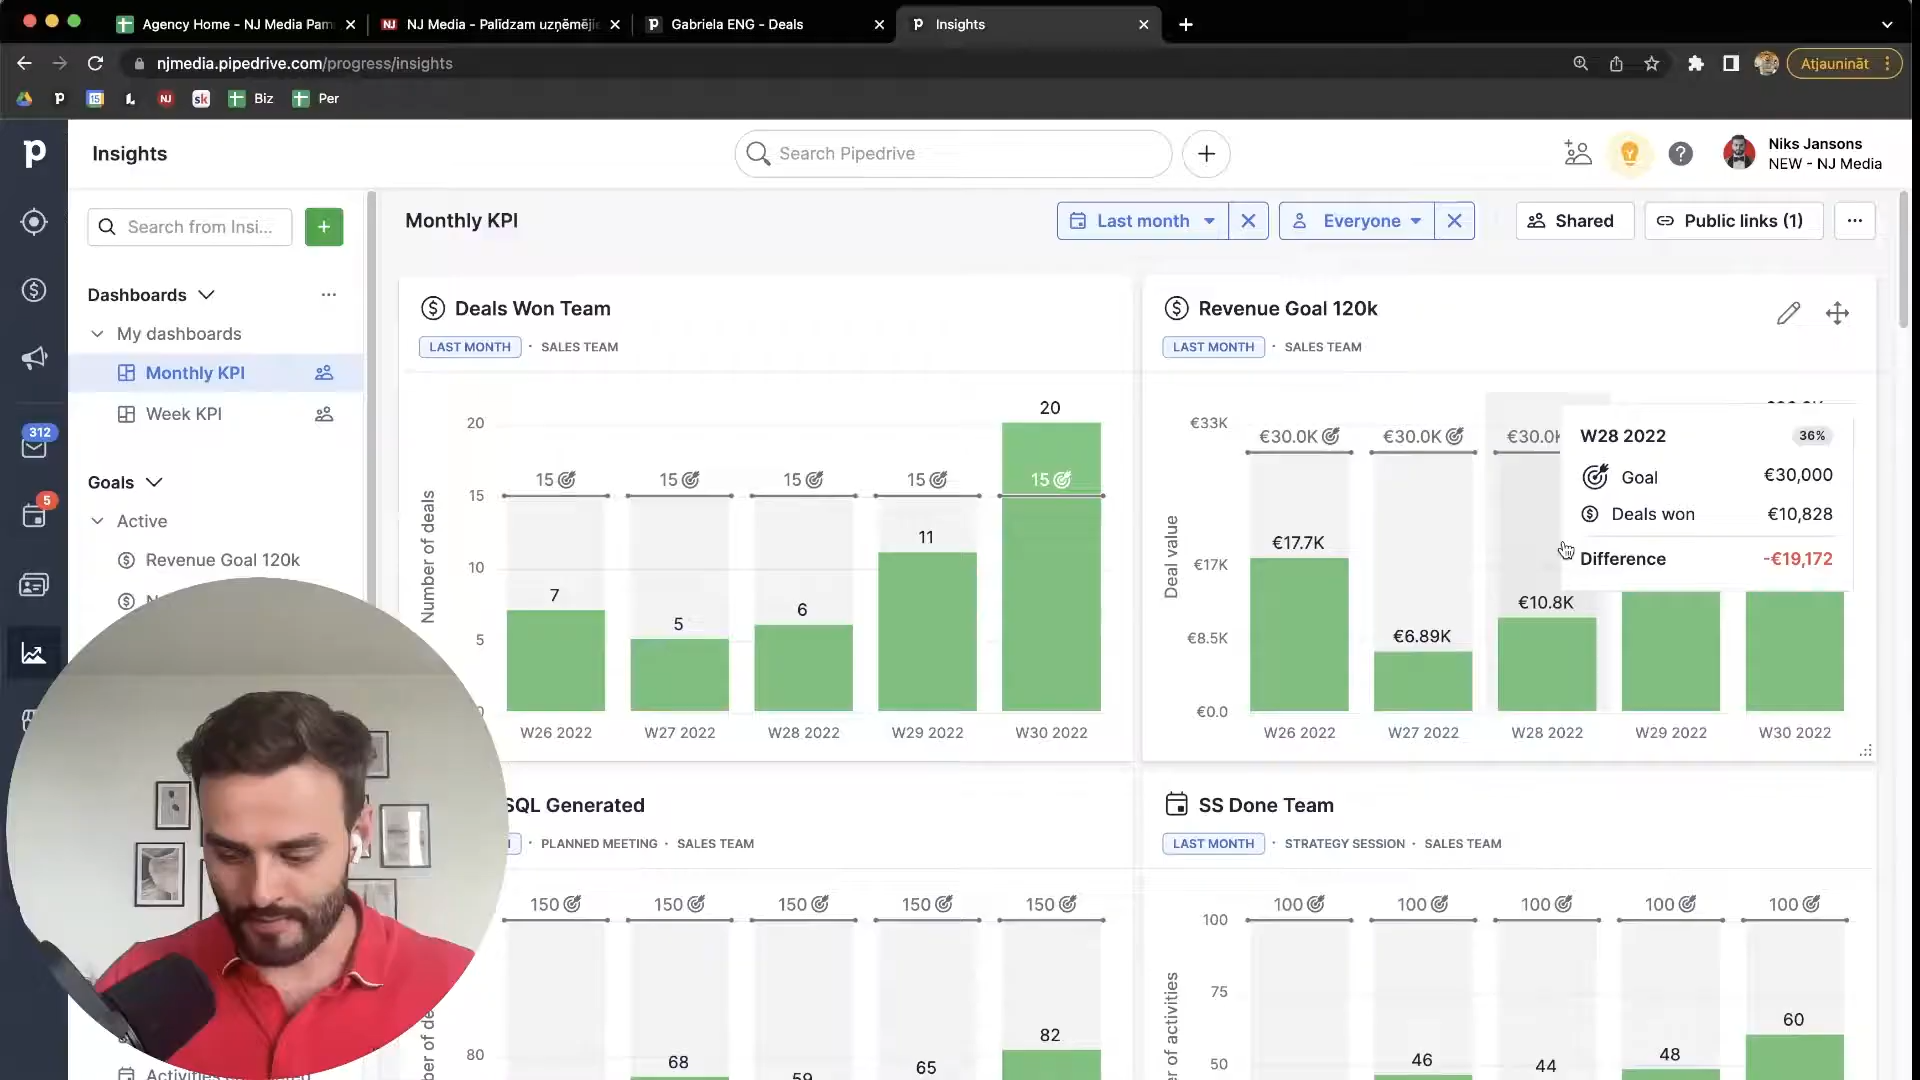 Agency Home - NJ Media Pam
NJ Media - Palīdzam uzņēmēji
Gabriela ENG - Deals
Insights
njmedia.pipedrive.com/progress/insights
Atjaunināt
15
NJ
sk
Biz
Per
Insights
Search Pipedrive
Niks Jansons
NEW - NJ Media
Search from Insi...
Dashboards
My dashboards
Monthly KPI
Week KPI
Goals
Active
Revenue Goal 120k
312
5
Monthly KPI
Last month
Everyone
Shared
Public links (1)
Deals Won Team
LAST MONTH · SALES TEAM
Number of deals
20
15
10
5
20
15
15
15
15
15
7
5
6
11
W26 2022
W27 2022
W28 2022
W29 2022
W30 2022
Revenue Goal 120k
LAST MONTH · SALES TEAM
Deal value
€33K
€17K
€8.5K
€0.0
€30.0K
€30.0K
€17.7K
€6.89K
€10.8K
W28 2022
36%
Goal
€30,000
Deals won
€10,828
Difference
-€19,172
W26 2022
W27 2022
W28 2022
W29 2022
W30 2022
SQL Generated
· PLANNED MEETING · SALES TEAM
150
150
150
150
150
80
68
59
65
82
SS Done Team
LAST MONTH · STRATEGY SESSION · SALES TEAM
100
75
50
100
100
100
100
100
46
44
48
60